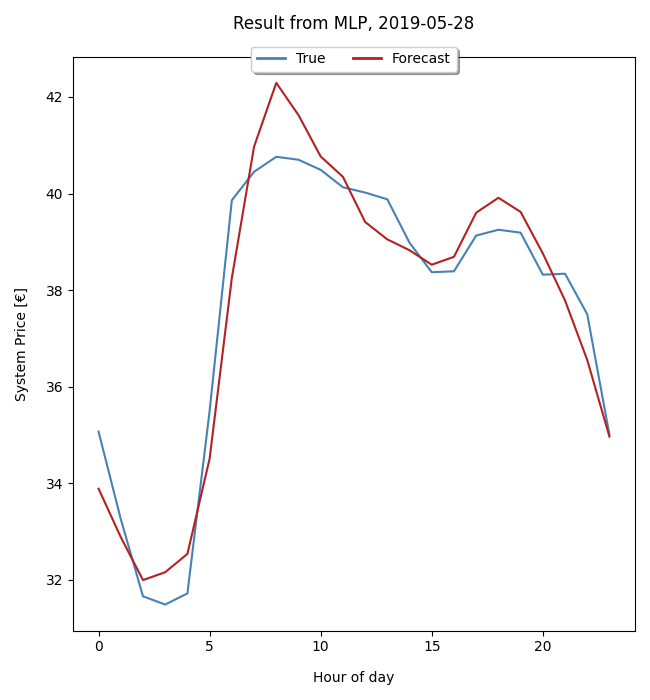 Result from MLP, 2019-05-28
True Forecast
42
40
38
36
34
32
System Price [€]
0 5 10 15 20
Hour of day